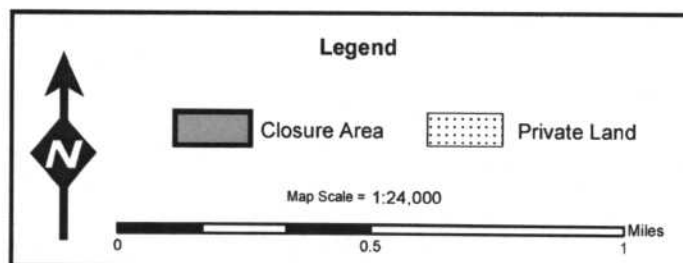 Legend
N
Closure Area
Private Land
Map Scale = 1:24,000
Miles
0
0.5
1